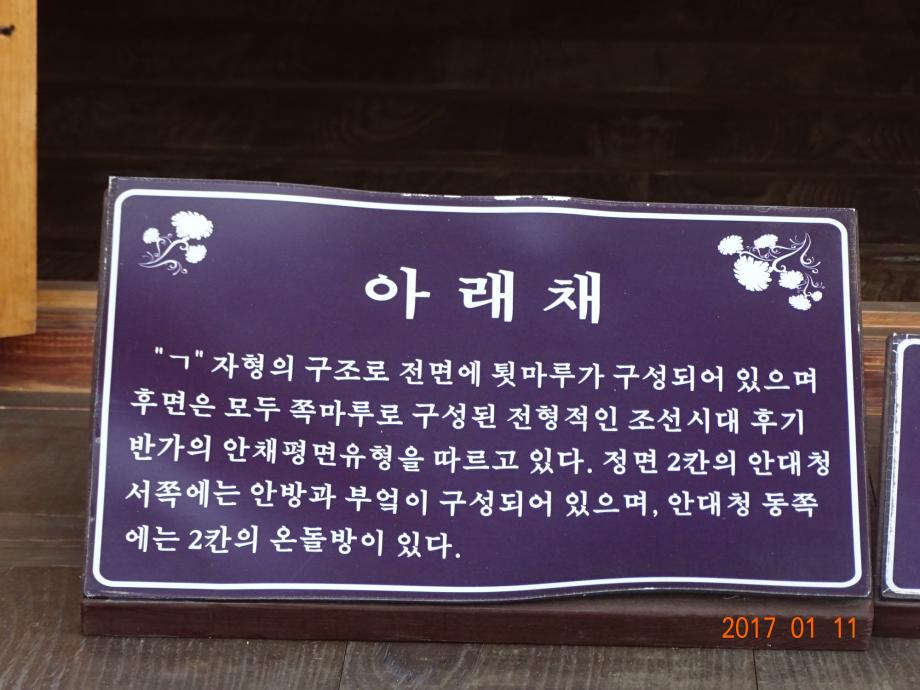 아래채
"ㄱ" 자형의 구조로 전면에 툇마루가 구성되어 있으며
후면은 모두 쪽마루로 구성된 전형적인 조선시대 후기
반가의 안채평면유형을 따르고 있다. 정면 2칸의 안대청
서쪽에는 안방과 부엌이 구성되어 있으며, 안대청 동쪽
에는 2칸의 온돌방이 있다.
2017 01 11